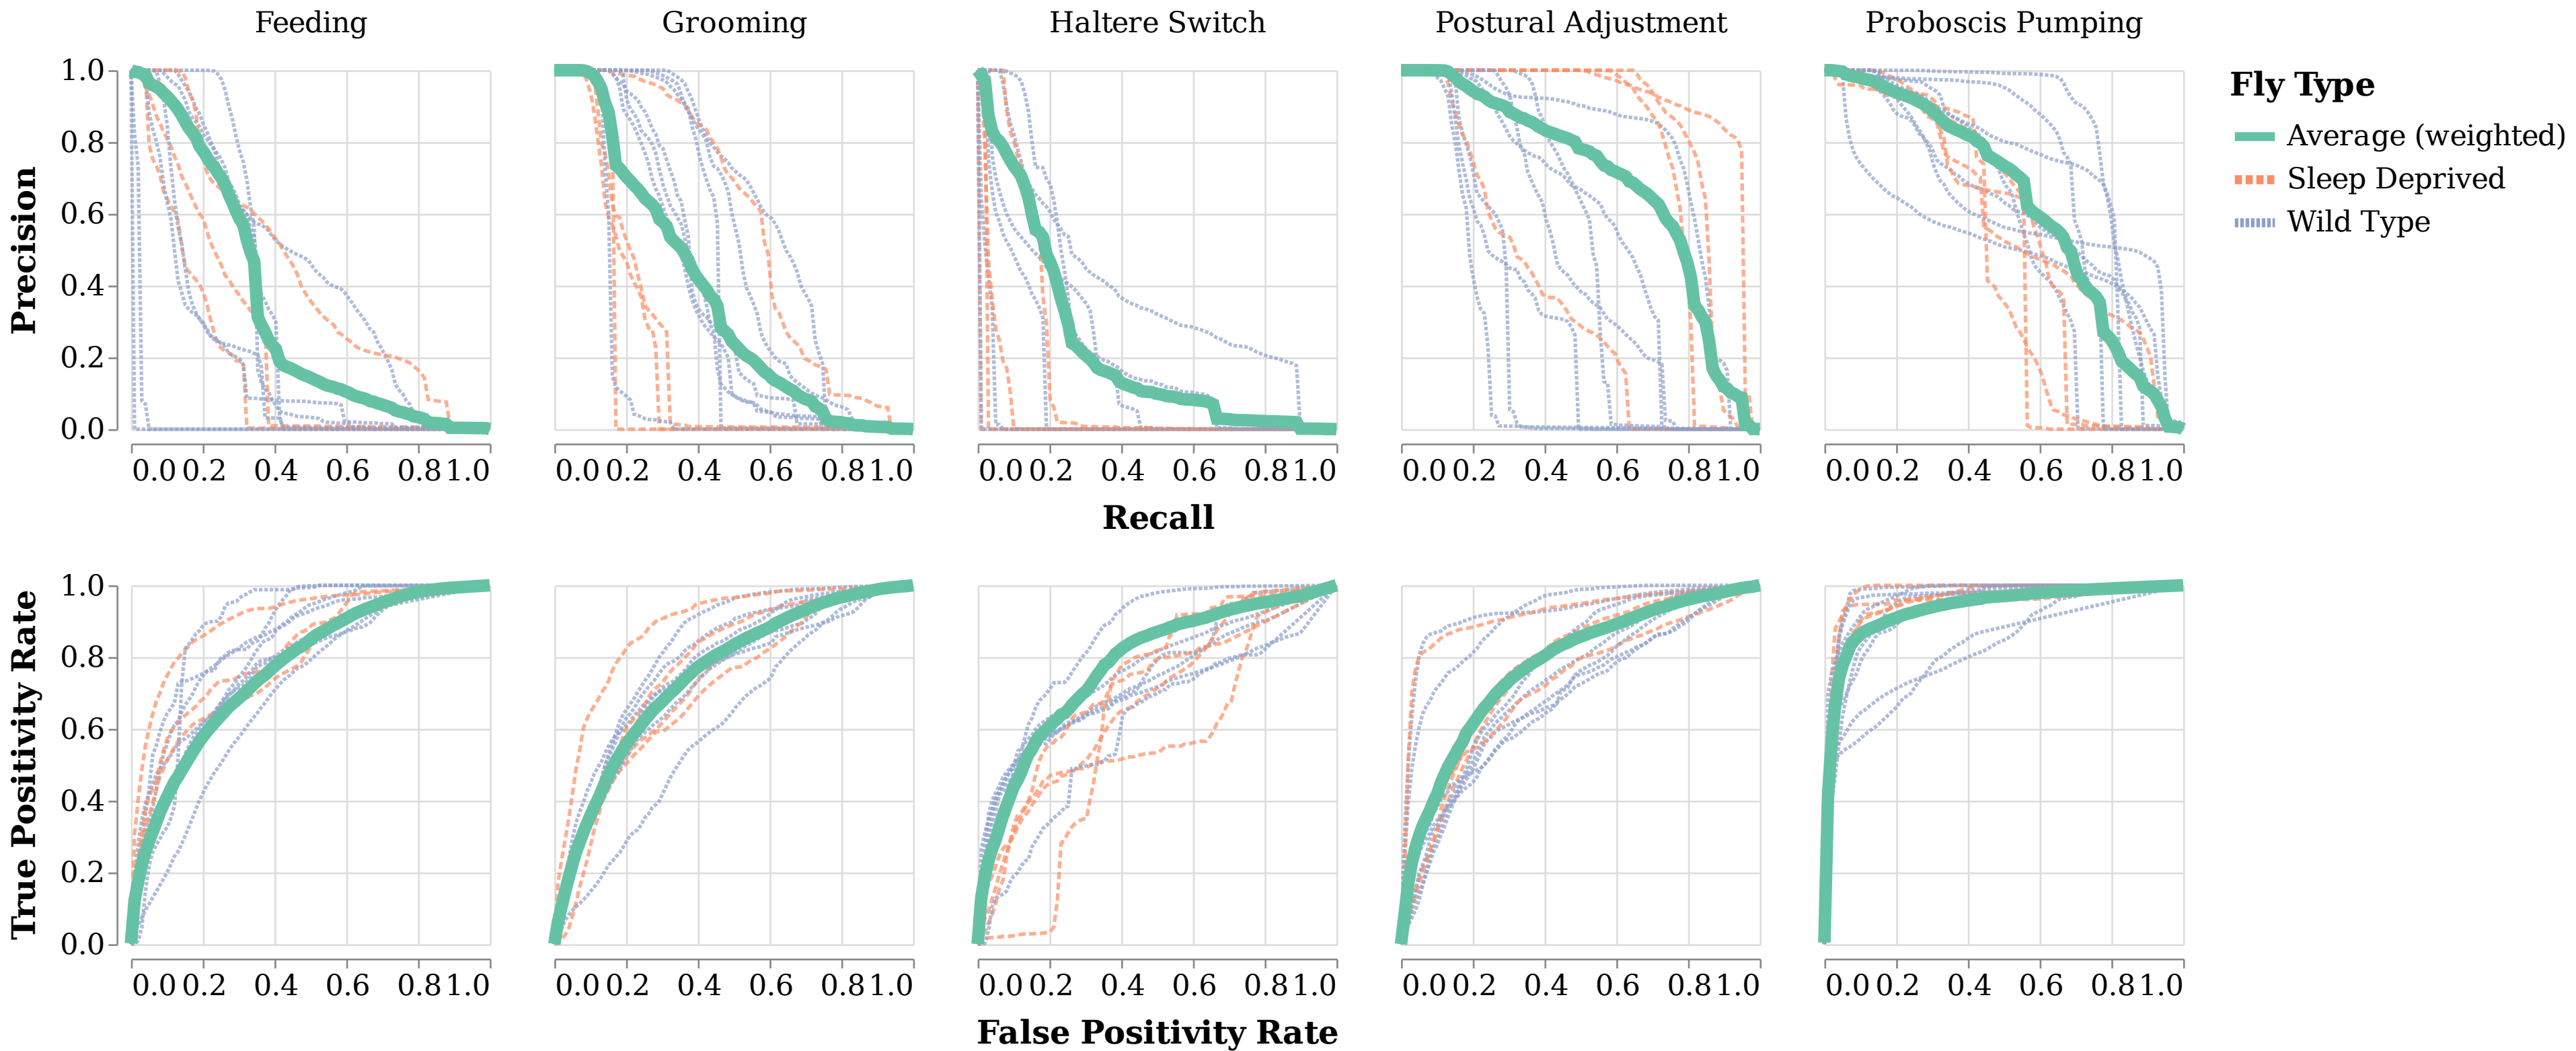 Feeding Grooming Haltere Switch Postural Adjustment Proboscis Pumping
Fly Type
Average (weighted)
Sleep Deprived
Wild Type
Precision
1.0
0.8
0.6
0.4
0.2
0.0
0.0 0.2 0.4 0.6 0.8 1.0 0.0 0.2 0.4 0.6 0.8 1.0 0.0 0.2 0.4 0.6 0.8 1.0 0.0 0.2 0.4 0.6 0.8 1.0 0.0 0.2 0.4 0.6 0.8 1.0
Recall
True Positivity Rate
1.0
0.8
0.6
0.4
0.2
0.0
0.0 0.2 0.4 0.6 0.8 1.0 0.0 0.2 0.4 0.6 0.8 1.0 0.0 0.2 0.4 0.6 0.8 1.0 0.0 0.2 0.4 0.6 0.8 1.0 0.0 0.2 0.4 0.6 0.8 1.0
False Positivity Rate